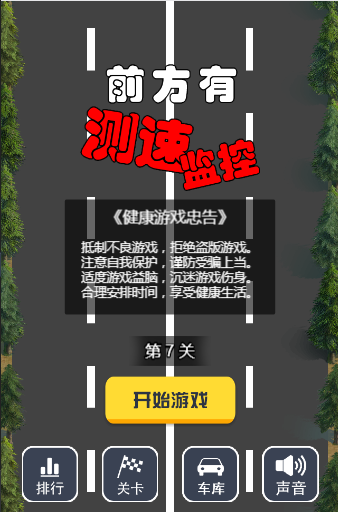 前方有
测速监控
《健康游戏忠告》
抵制不良游戏，拒绝盗版游戏。
注意自我保护，谨防受骗上当。
适度游戏益脑，沉迷游戏伤身。
合理安排时间，享受健康生活。
第7关
开始游戏
排行
关卡
车库
声音